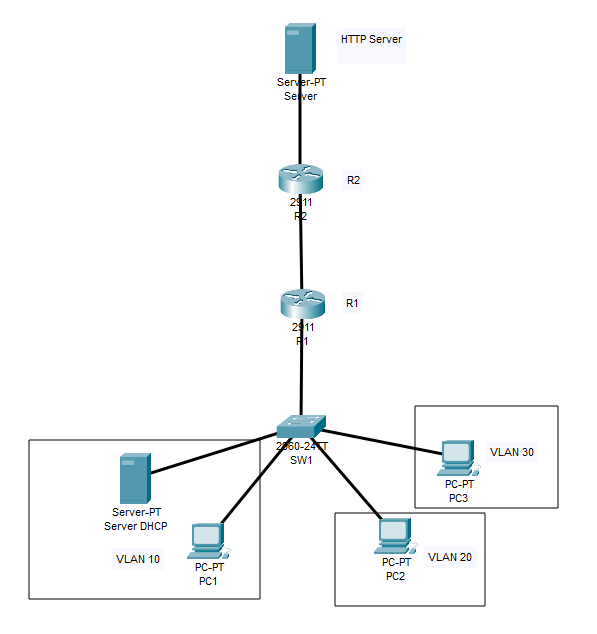 HTTP Server
Server-PT
Server
R2
2911
R2
R1
2911
R1
2960-24TT
SW1
VLAN 30
PC-PT
PC3
Server-PT
Server DHCP
VLAN 10
PC-PT
PC1
VLAN 20
PC-PT
PC2